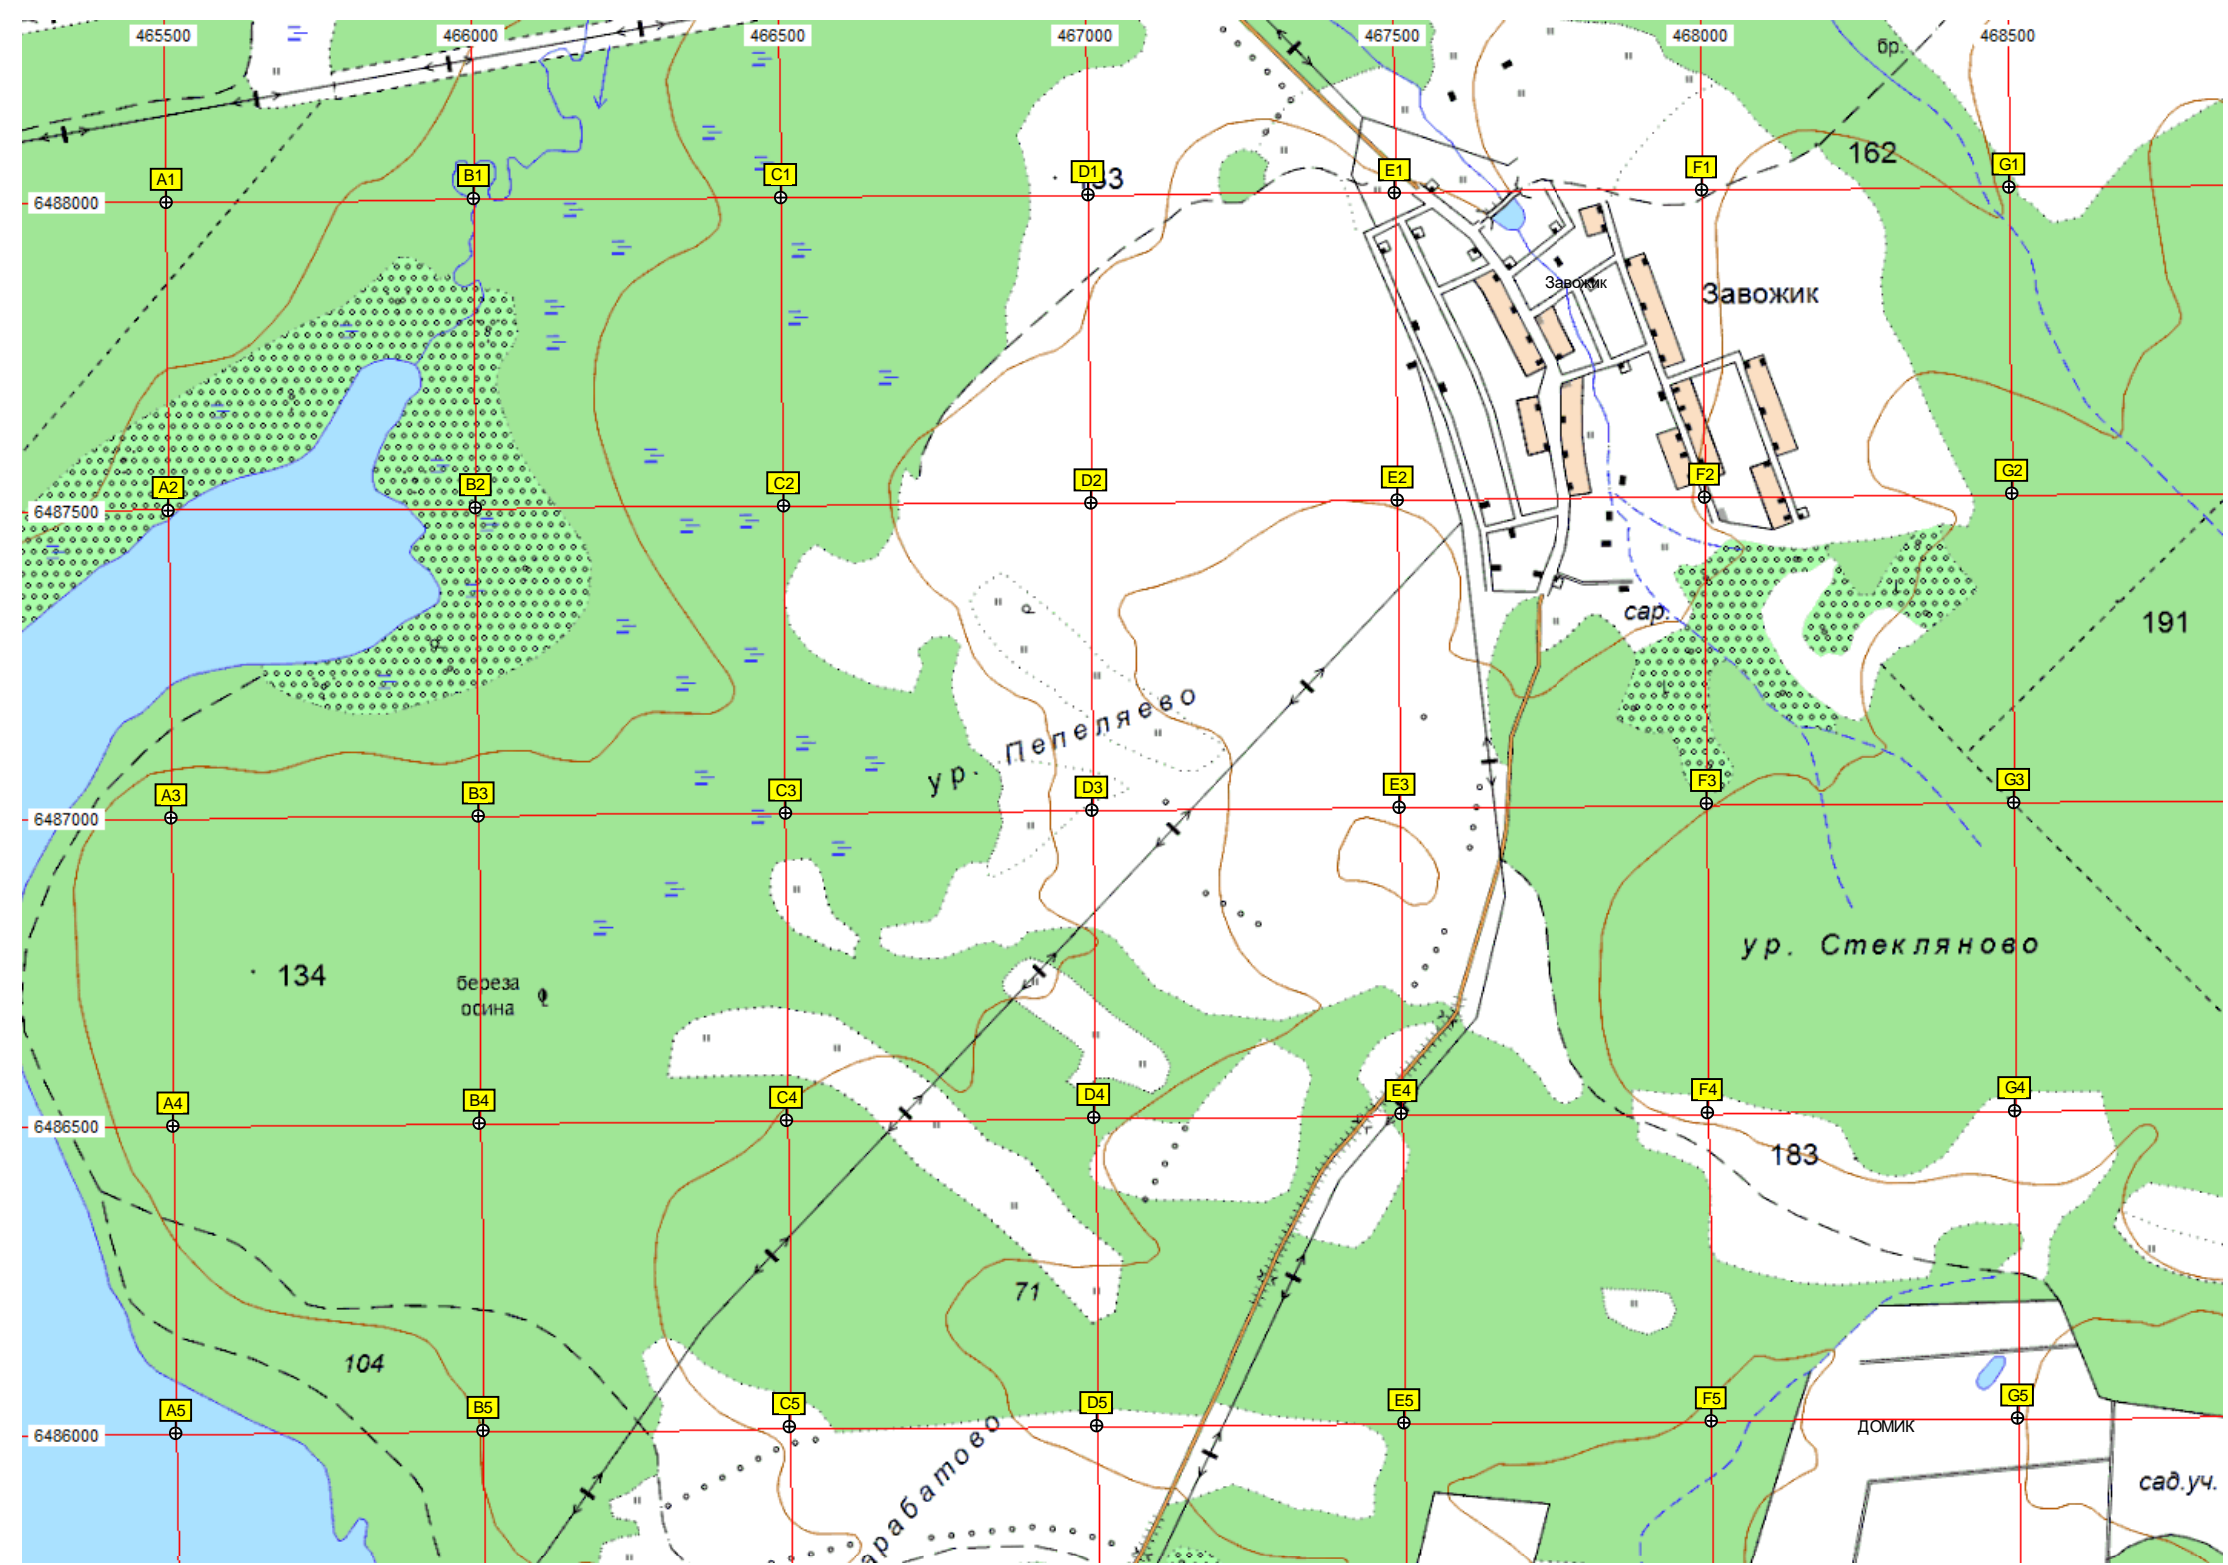 465500 466000 466500 467000 467500 468000 468500
бр.
162
A1 B1 C1 D1 E1 F1 G1
6488000
Завожик
Завожик
A2 B2 C2 D2 E2 F2 G2
6487500
сар.
191
ур. Пепеляево
A3 B3 C3 D3 E3 F3 G3
6487000
ур. Стекляново
134
береза
осина
A4 B4 C4 D4 E4 F4 G4
6486500
183
71
104
A5 B5 C5 D5 E5 F5 G5
6486000
ДОМИК
сад.уч.